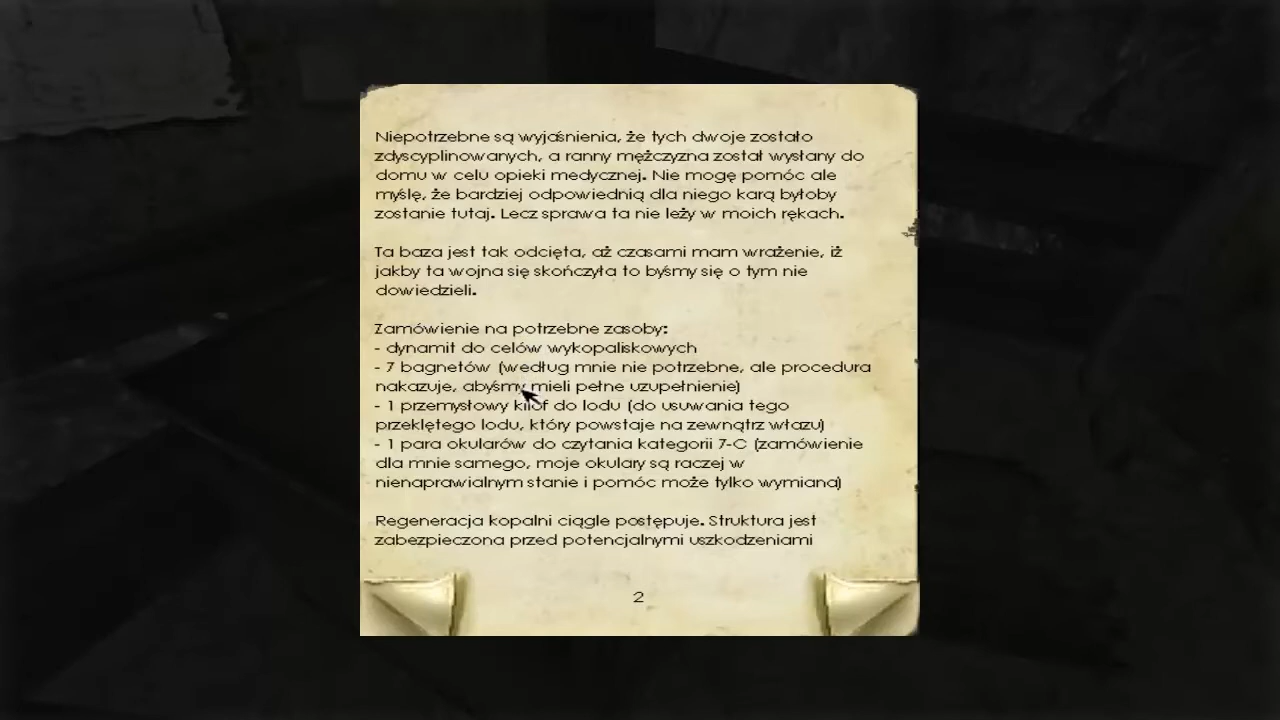 Niepotrzebne są wyjaśnienia, że tych dwoje zostało
zdyscyplinowanych, a ranny mężczyzna został wysłany do
domu w celu opieki medycznej. Nie mogę pomóc ale
myślę, że bardziej odpowiednią dla niego karą byłoby
zostanie tutaj. Lecz sprawa ta nie leży w moich rękach.
Ta baza jest tak odcięta, aż czasami mam wrażenie, iż
jakby ta wojna się skończyła to byśmy się o tym nie
dowiedzieli.
Zamówienie na potrzebne zasoby:
- dynamit do celów wykopaliskowych
- 7 bagnetów (według mnie nie potrzebne, ale procedura
nakazuje, abyśmy mieli pełne uzupełnienie)
- 1 przemysłowy kilof do lodu (do usuwania tego
przeklętego lodu, który powstaje na zewnątrz włazu)
- 1 para okularów do czytania kategorii 7-C (zamówienie
dla mnie samego, moje okulary są raczej w
nienaprawialnym stanie i pomóc może tylko wymiana)
Regeneracja kopalni ciągle postępuje. Struktura jest
zabezpieczona przed potencjalnymi uszkodzeniami
2